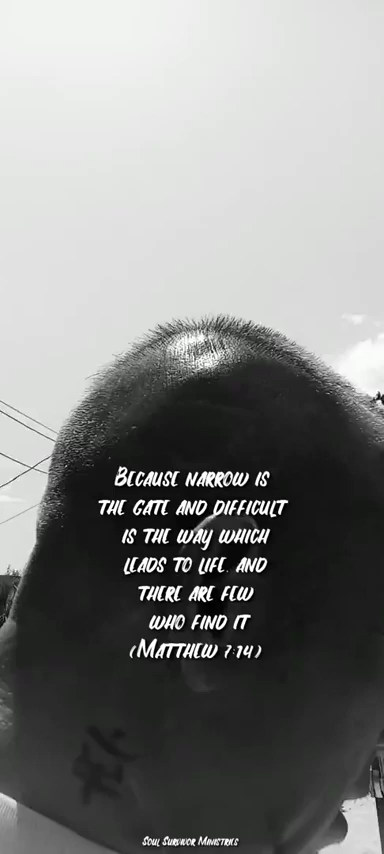 Because narrow is
the gate and difficult
is the way which
leads to life, and
there are few
who find it
(Matthew 7:14)
Soul Survivor Ministries